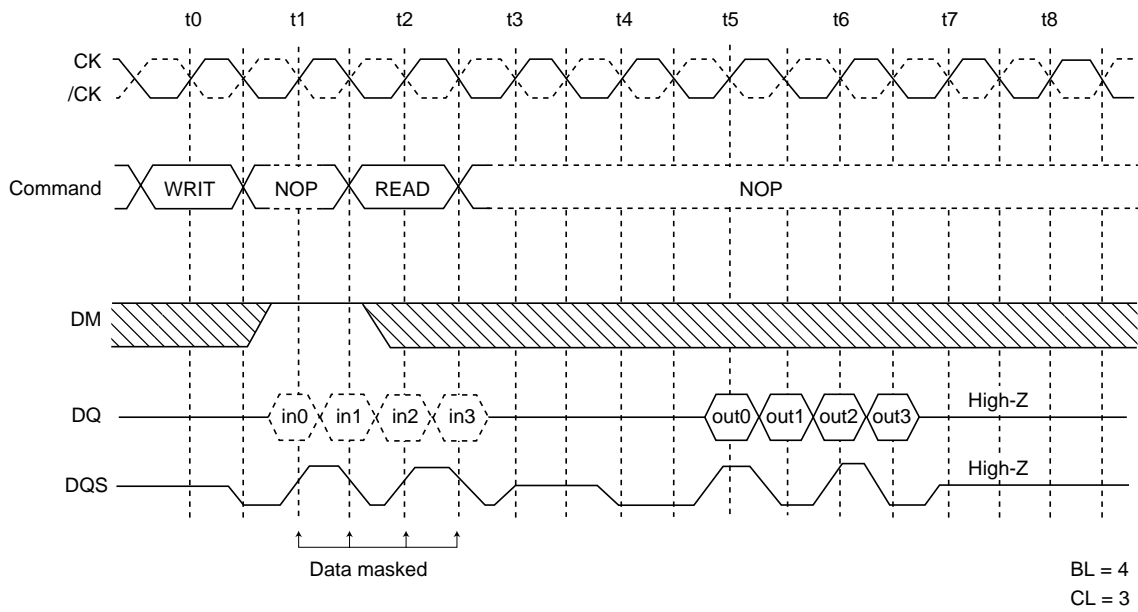 t0 t1 t2 t3 t4 t5 t6 t7 t8
CK
/CK
Command WRIT NOP READ NOP
DM
DQ in0 in1 in2 in3 out0 out1 out2 out3 High-Z
DQS High-Z
Data masked
BL = 4
CL = 3